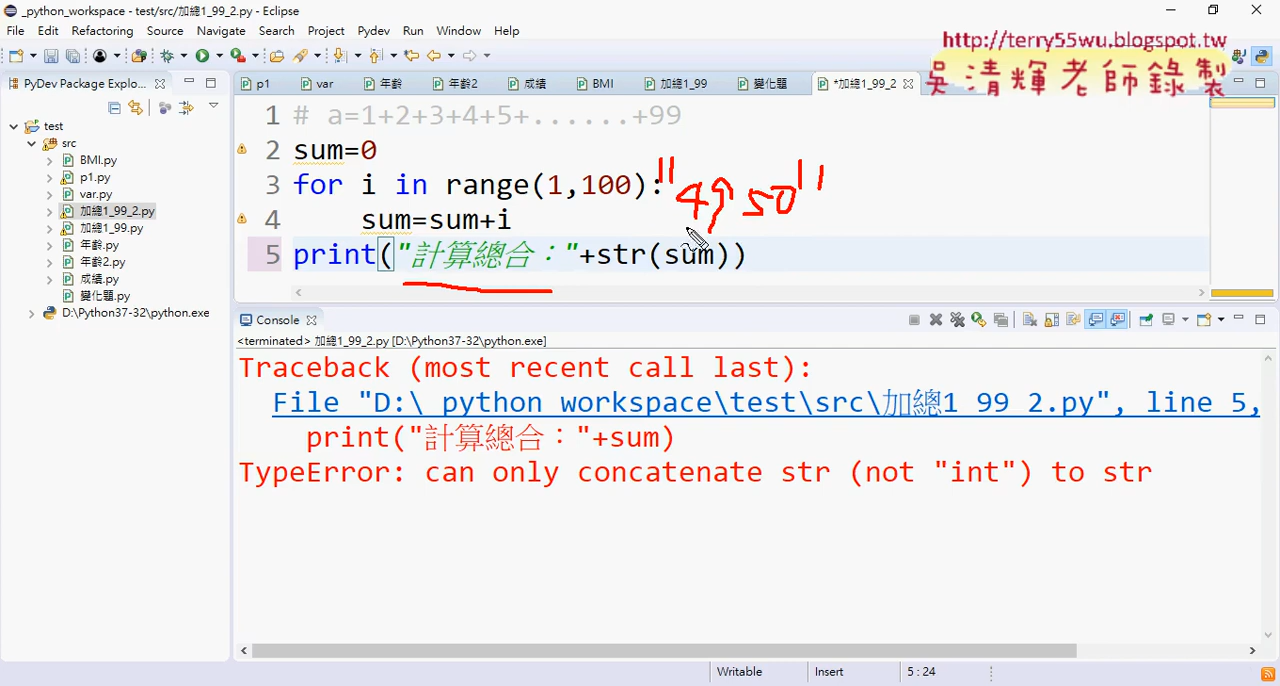 _python_workspace - test/src/加總1_99_2.py - Eclipse
File Edit Refactoring Source Navigate Search Project Pydev Run Window Help
http://terry55wu.blogspot.tw
吳清輝老師錄製
PyDev Package Explo...
p1 var 年齡 年齡2 成績 BMI 加總1_99 變化題 *加總1_99_2
test
src
BMI.py
p1.py
var.py
加總1_99_2.py
加總1_99.py
年齡.py
年齡2.py
成績.py
變化題.py
D:\Python37-32\python.exe
1 # a=1+2+3+4+5+......+99
2 sum=0
3 for i in range(1,100):
"4950"
4 sum=sum+i
5 print("計算總合："+str(sum))
Console
<terminated> 加總1_99_2.py [D:\Python37-32\python.exe]
Traceback (most recent call last):
File "D:\_python_workspace\test\src\加總1_99_2.py", line 5,
print("計算總合："+sum)
TypeError: can only concatenate str (not "int") to str
Writable Insert 5 : 24